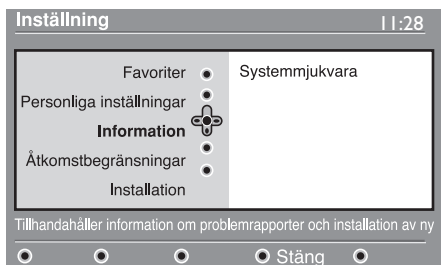 Inställning 11:28
Favoriter Systemmjukvara
Personliga inställningar
Information
Åtkomstbegränsningar
Installation
Tillhandahåller information om problemrapporter och installation av ny
Stäng